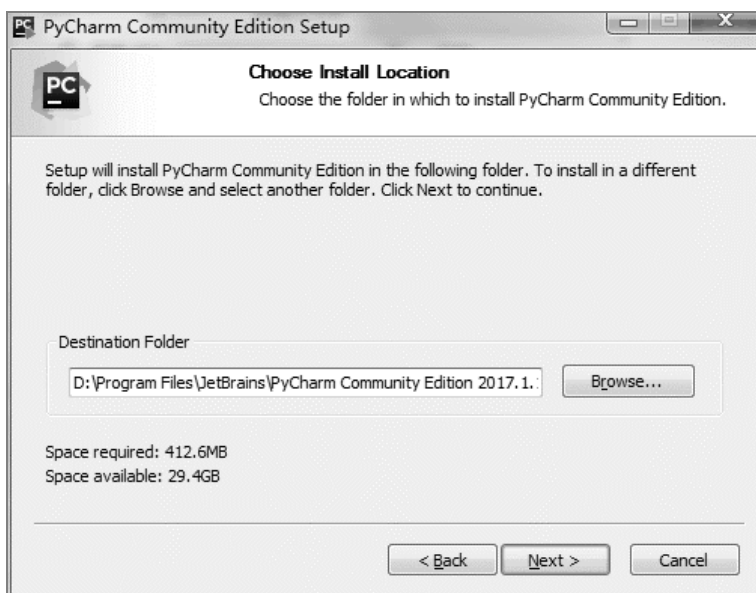 PyCharm Community Edition Setup
Choose Install Location
Choose the folder in which to install PyCharm Community Edition.
PC
Setup will install PyCharm Community Edition in the following folder. To install in a different
folder, click Browse and select another folder. Click Next to continue.
Destination Folder
D:\Program Files\JetBrains\PyCharm Community Edition 2017.1.
Browse...
Space required: 412.6MB
Space available: 29.4GB
< Back
Next >
Cancel